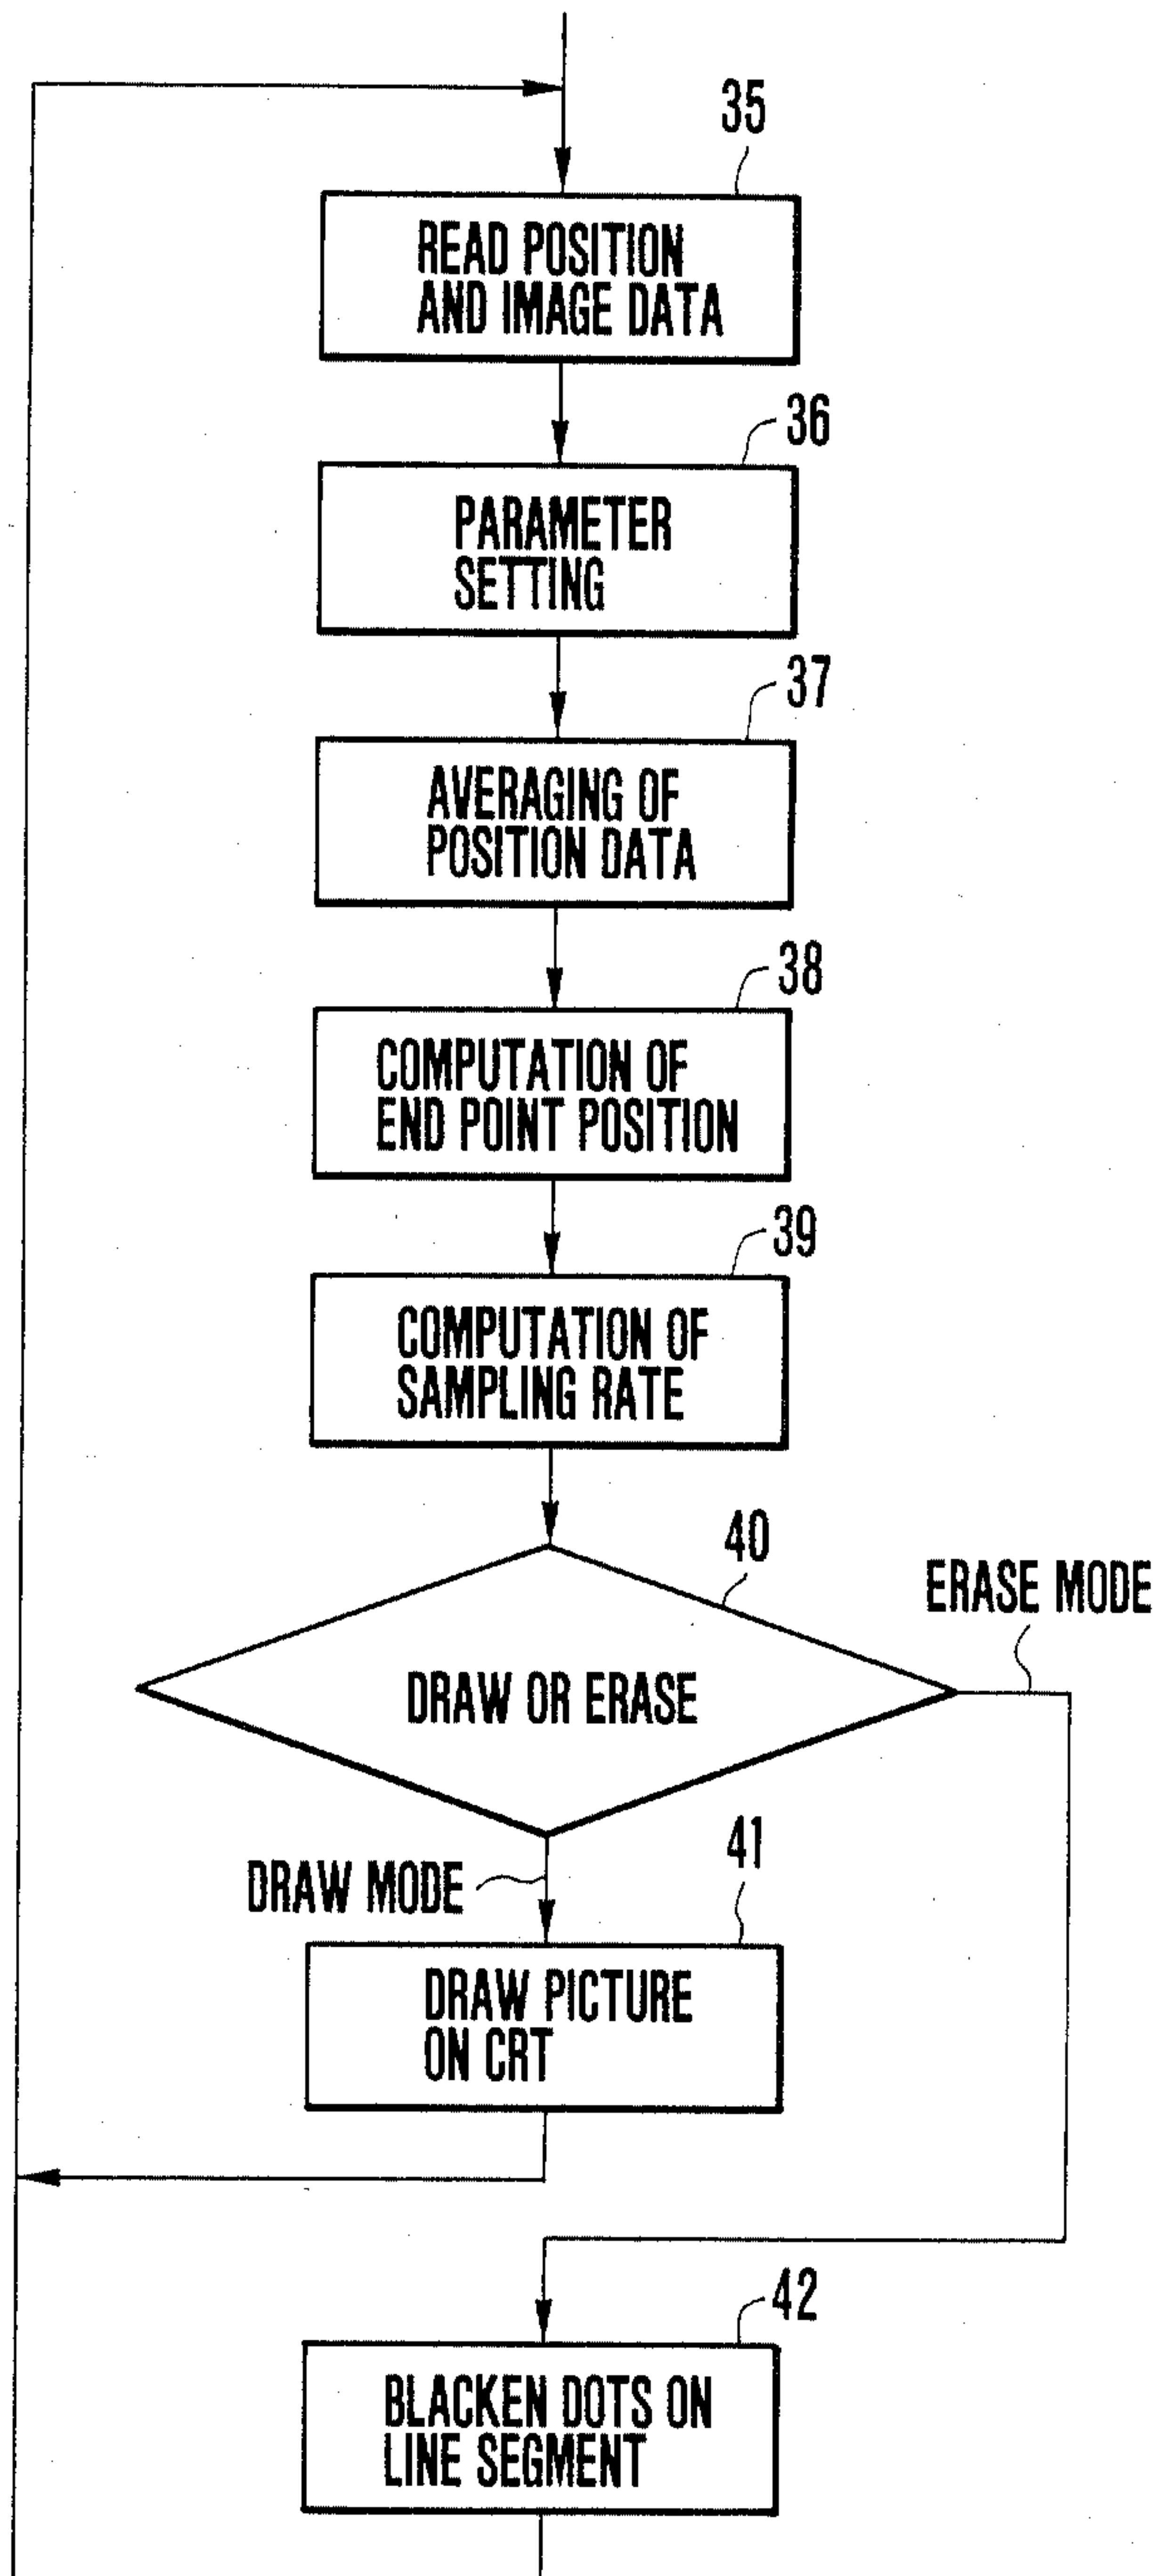 35
READ POSITION
AND IMAGE DATA
36
PARAMETER
SETTING
37
AVERAGING OF
POSITION DATA
38
COMPUTATION OF
END POINT POSITION
39
COMPUTATION OF
SAMPLING RATE
40
ERASE MODE
DRAW OR ERASE
41
DRAW MODE
DRAW PICTURE
ON CRT
42
BLACKEN DOTS ON
LINE SEGMENT